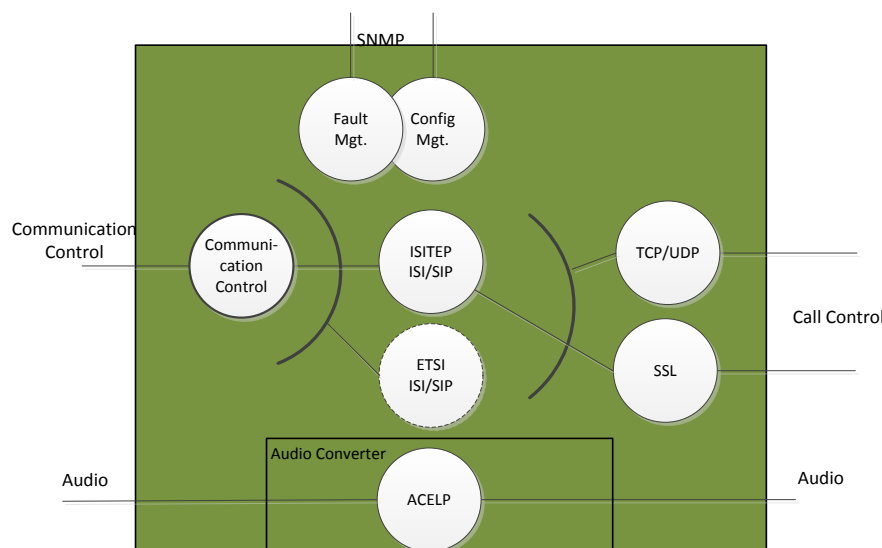 SNMP
Fault
Mgt.
Config
Mgt.
Communication
Control
Communi-
cation
Control
ISITEP
ISI/SIP
TCP/UDP
Call Control
ETSI
ISI/SIP
SSL
Audio Converter
Audio
ACELP
Audio